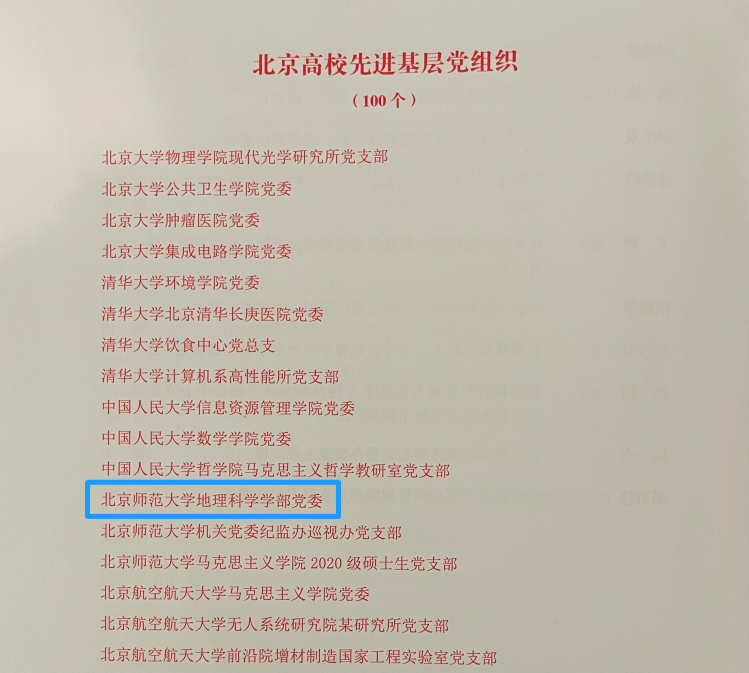 北京高校先进基层党组织
（100 个）
北京大学物理学院现代光学研究所党支部
北京大学公共卫生学院党委
北京大学肿瘤医院党委
北京大学集成电路学院党委
清华大学环境学院党委
清华大学北京清华长庚医院党委
清华大学饮食中心党总支
清华大学计算机系高性能所党支部
中国人民大学信息资源管理学院党委
中国人民大学数学学院党委
中国人民大学哲学院马克思主义哲学教研室党支部
北京师范大学地理科学学部党委
北京师范大学机关党委纪监办巡视办党支部
北京师范大学马克思主义学院 2020 级硕士生党支部
北京航空航天大学马克思主义学院党委
北京航空航天大学无人系统研究院某研究所党支部
北京航空航天大学前沿院增材制造国家工程实验室党支部